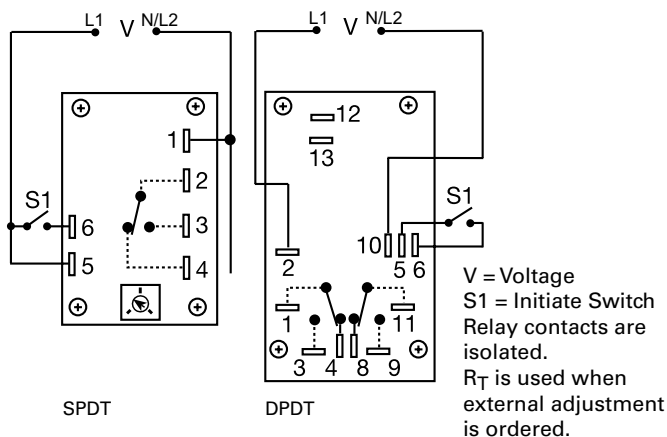 L1 V N/L2
L1 V N/L2
1
2
3
4
S1
6
5
12
13
S1
10 5 6
2
1 11
3 4 8 9
V = Voltage
S1 = Initiate Switch
Relay contacts are
isolated.
RT is used when
external adjustment
is ordered.
SPDT
DPDT